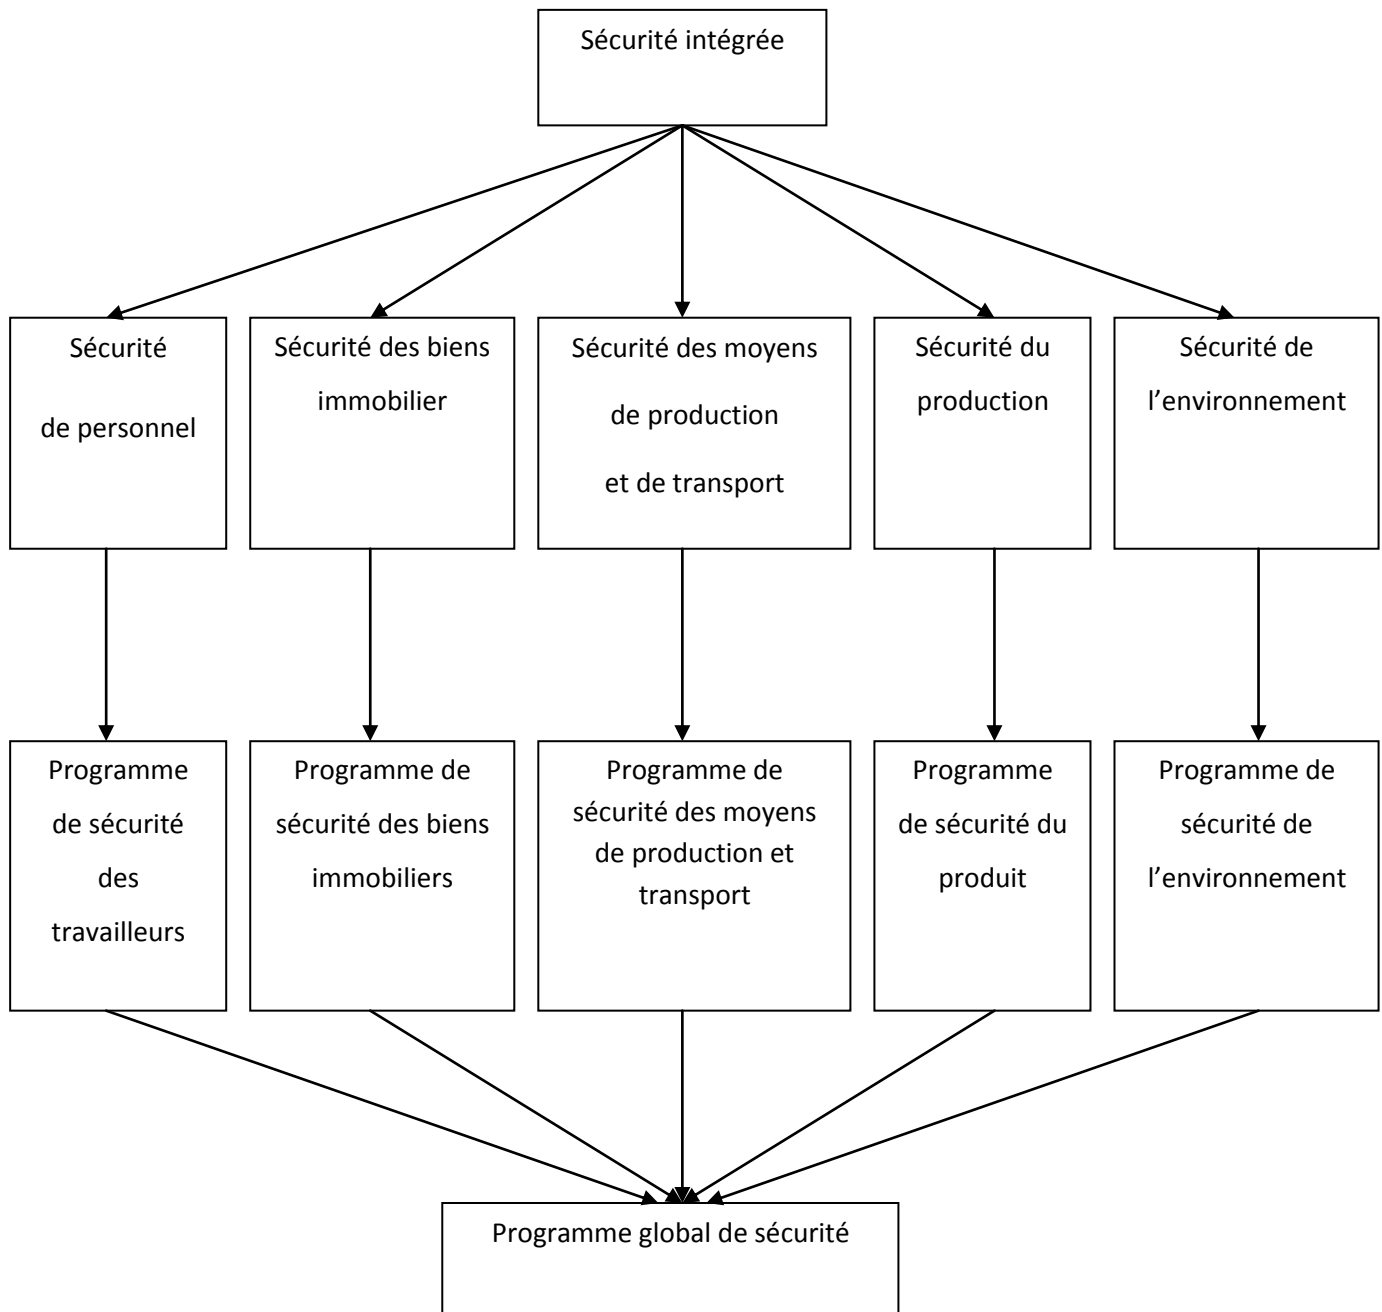 Sécurité intégrée
Sécurité
de personnel
Sécurité des biens
immobilier
Sécurité des moyens
de production
et de transport
Sécurité du
production
Sécurité de
l’environnement
Programme
de sécurité
des
travailleurs
Programme de
sécurité des biens
immobiliers
Programme de
sécurité des moyens
de production et
transport
Programme
de sécurité du
produit
Programme de
sécurité de
l’environnement
Programme global de sécurité